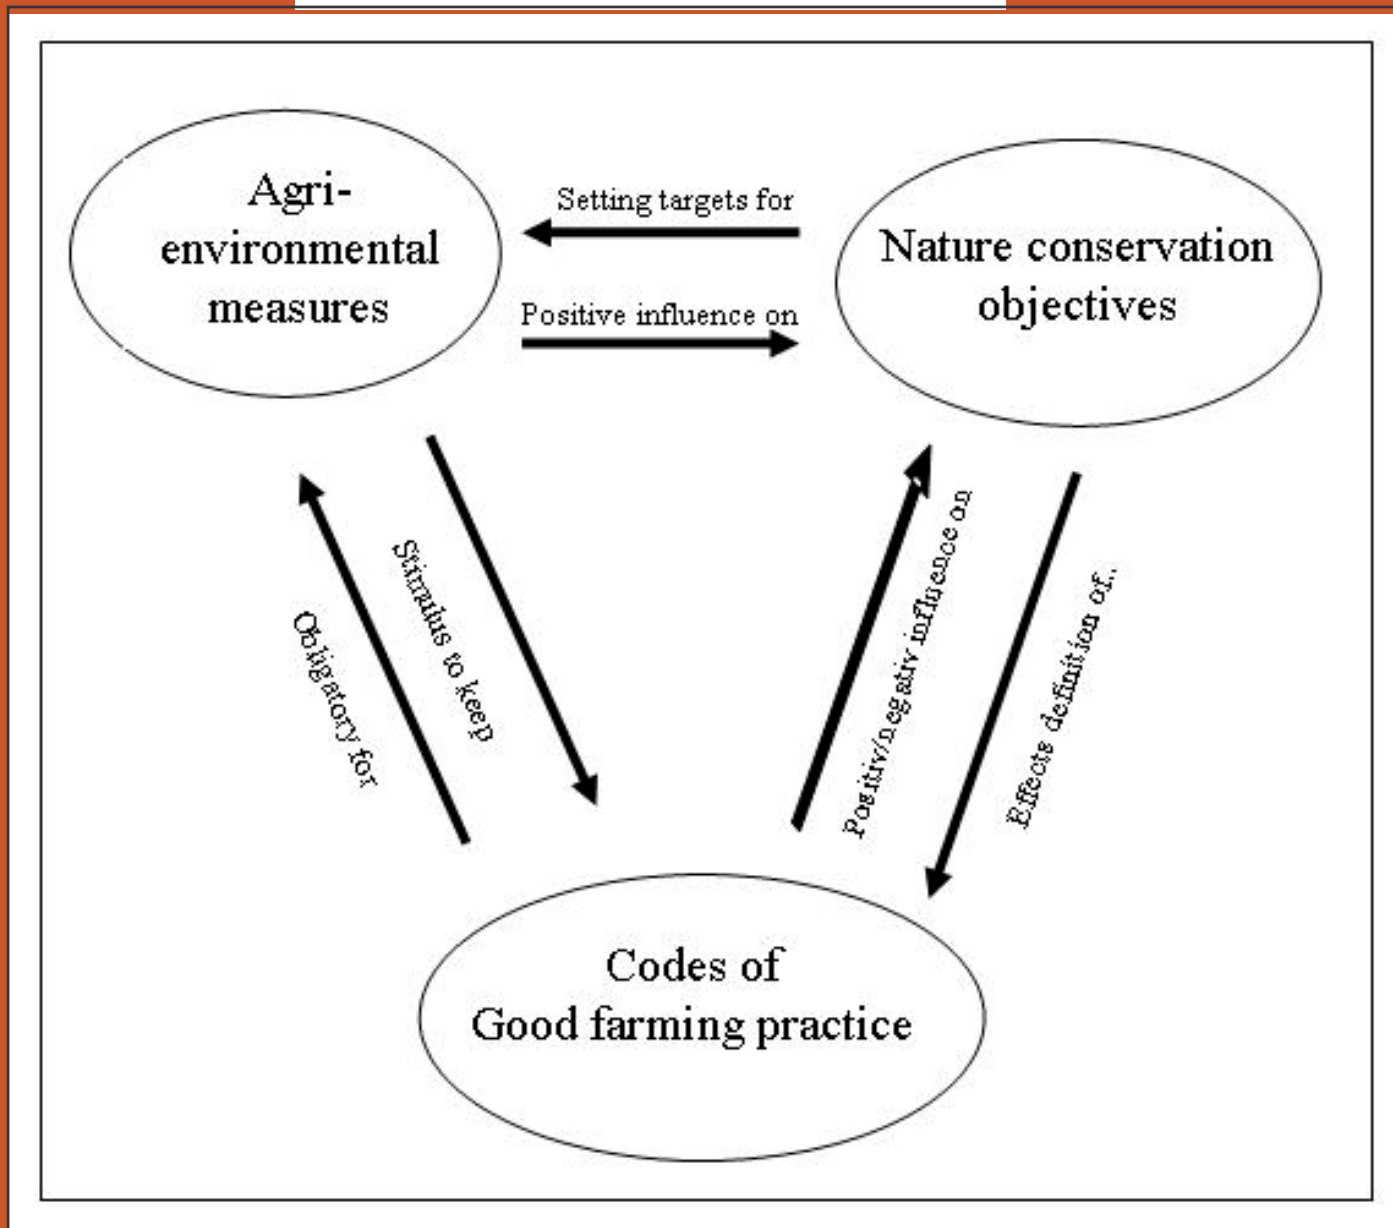 Agri-
environmental
measures
Setting targets for
Positive influence on
Nature conservation
objectives
Obligatory for
Stimulus to keep
Positiv/negativ influence on
Effects definition of..
Codes of
Good farming practice